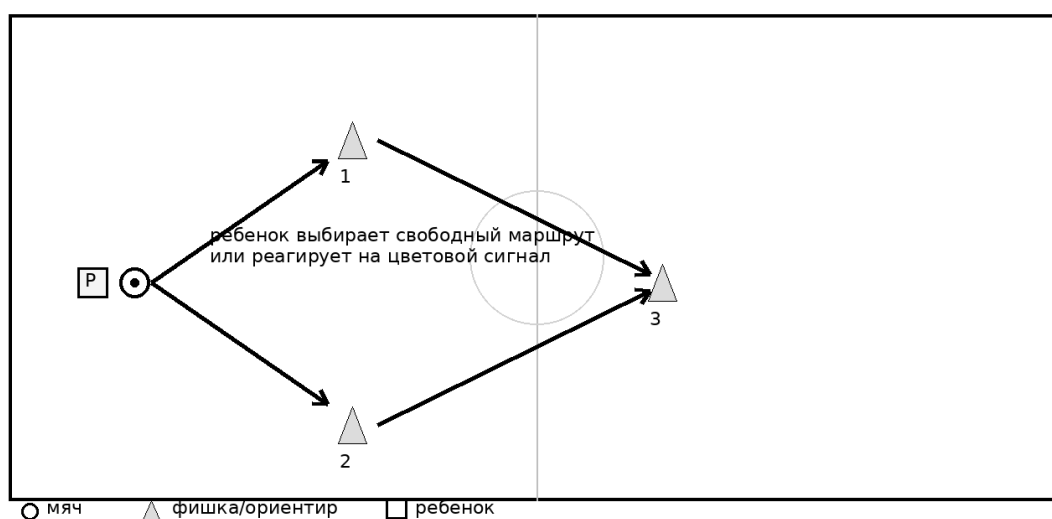 1
ребенок выбирает свободный маршрут
или реагирует на цветовой сигнал
P
3
2
мяч
фишка/ориентир
ребенок